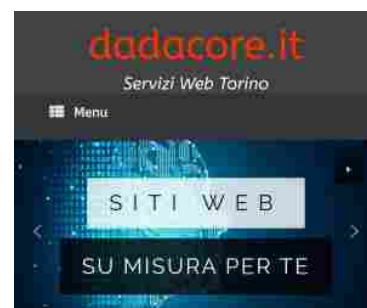 dadacore.it
Servizi Web Torino
Menu
SITI WEB
SU MISURA PER TE